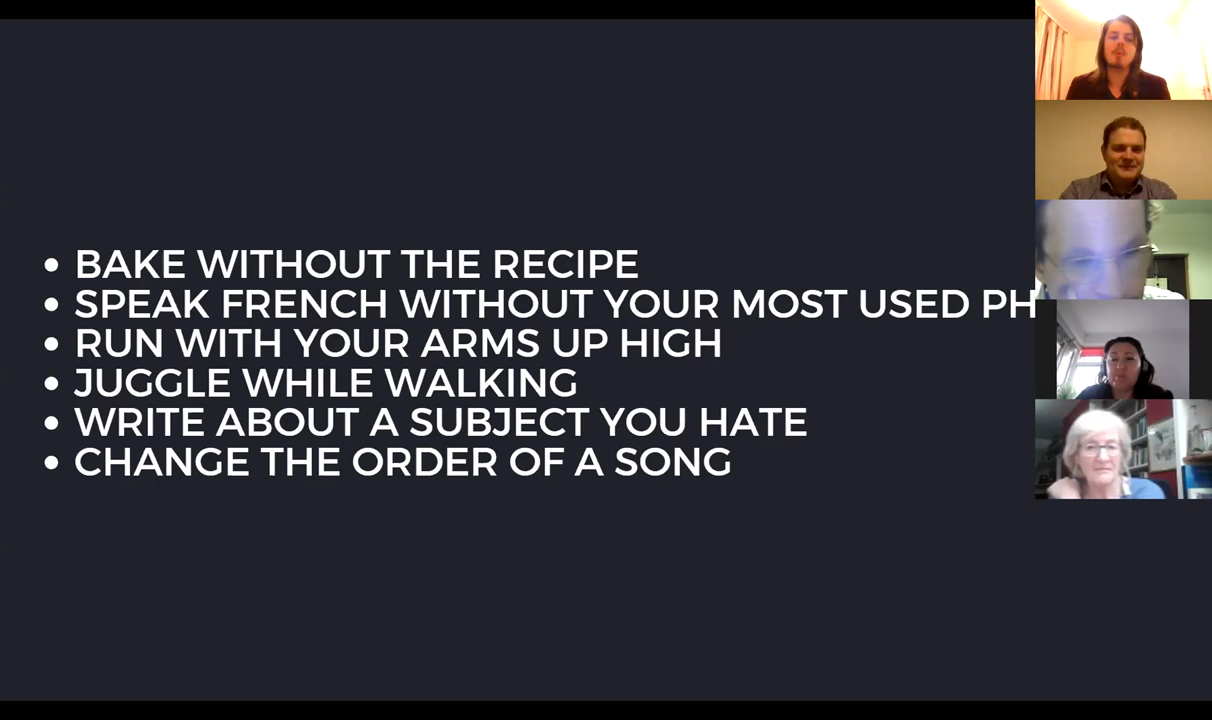 • BAKE WITHOUT THE RECIPE
• SPEAK FRENCH WITHOUT YOUR MOST USED PH
• RUN WITH YOUR ARMS UP HIGH
• JUGGLE WHILE WALKING
• WRITE ABOUT A SUBJECT YOU HATE
• CHANGE THE ORDER OF A SONG